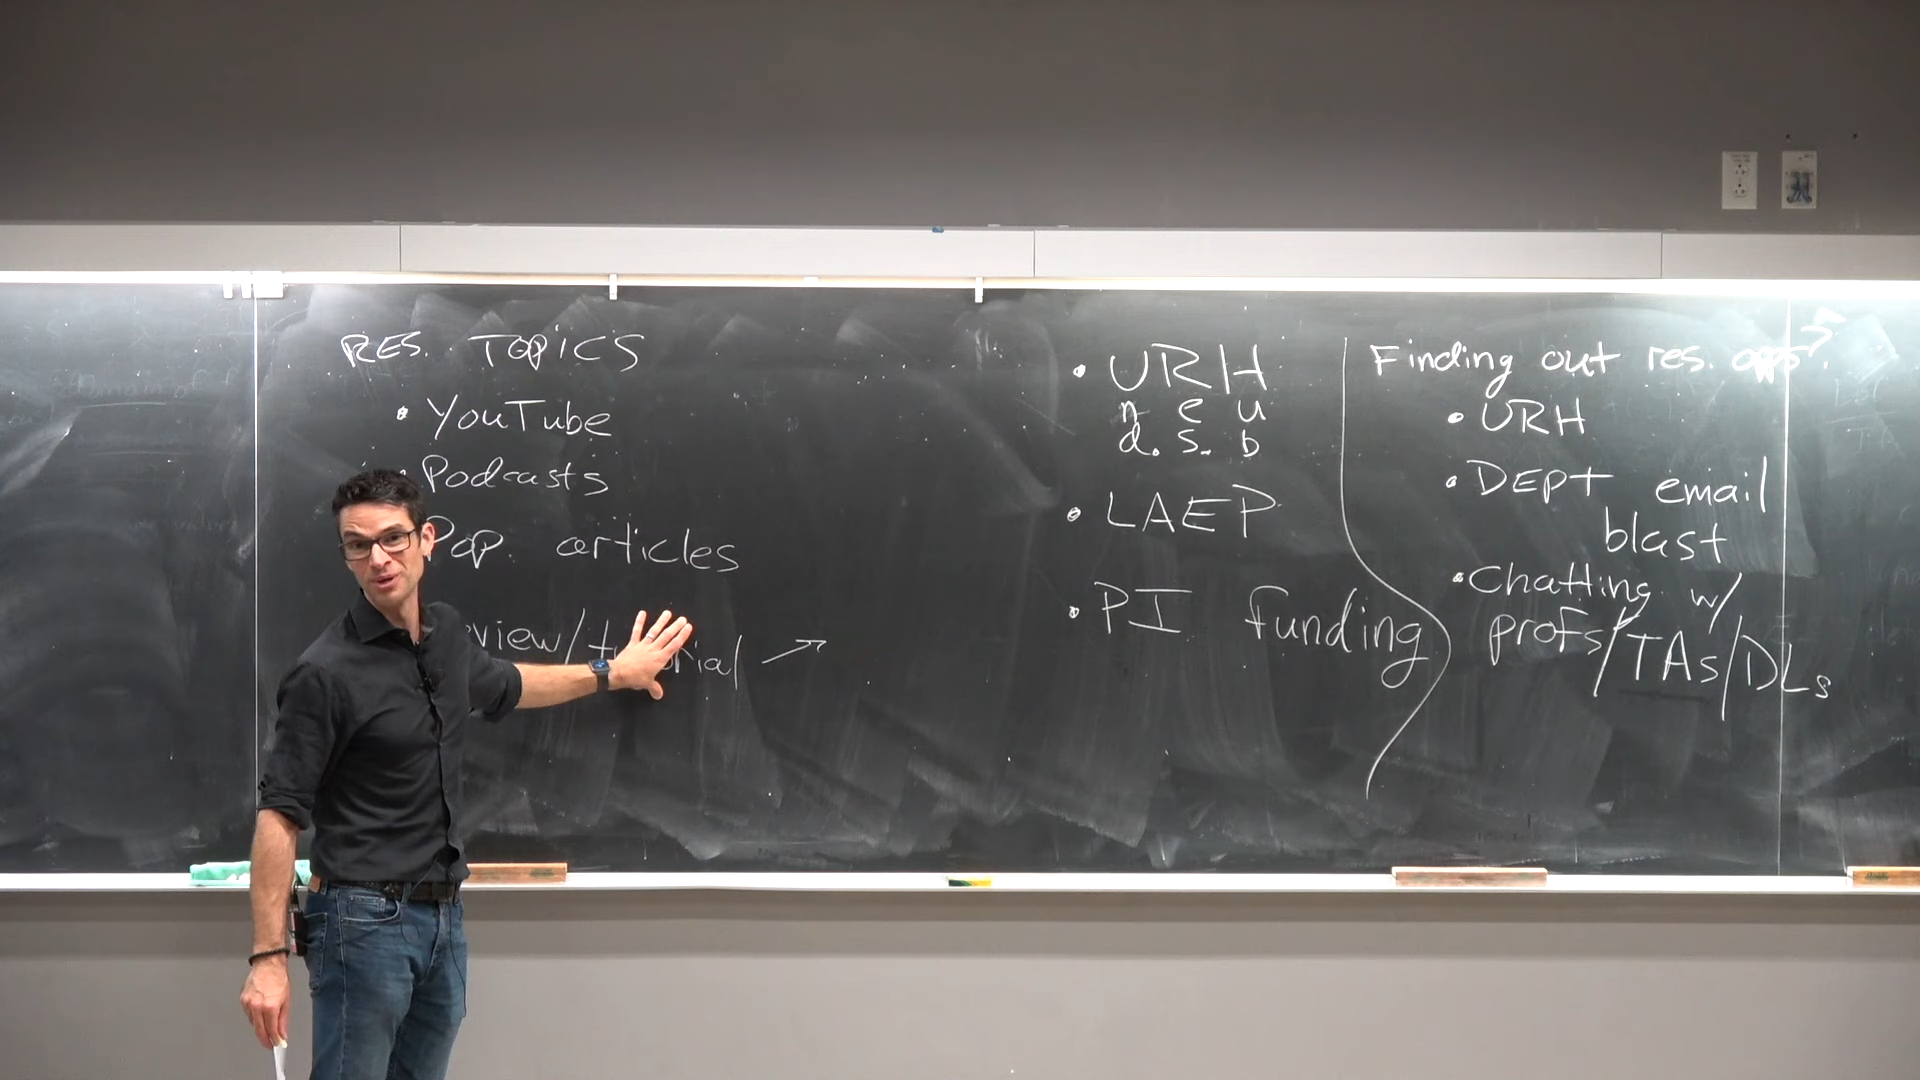 RES. TOPICS
• YouTube
• Podcasts
Pop. articles
view/tutorial
• URH
n e u
d. s. b
• LAEP
• PI funding
Finding out res. opps?
• URH
• DEPT email
blast
• Chatting w/
profs/TAs/DLs